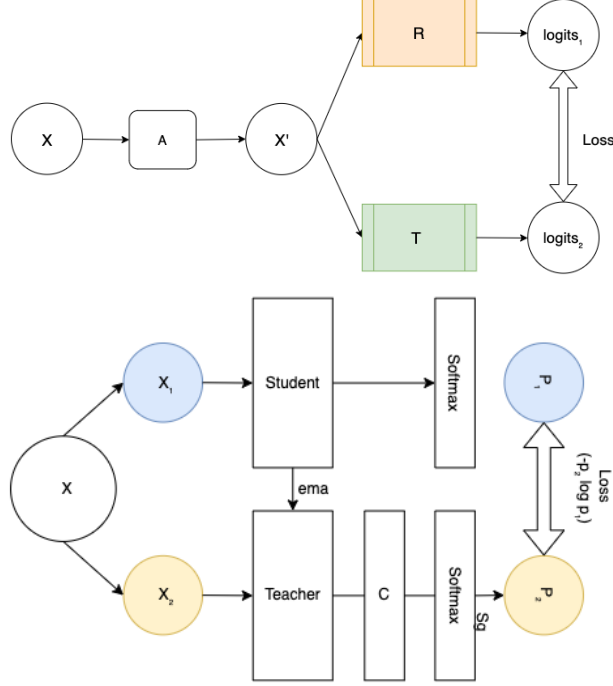 R
logits₁
X
A
X'
Loss
T
logits₂
X₁
Student
Softmax
P₁
X
ema
Loss
(-p₂ log p₁)
X₂
Teacher
C
Softmax
Sg
P₂